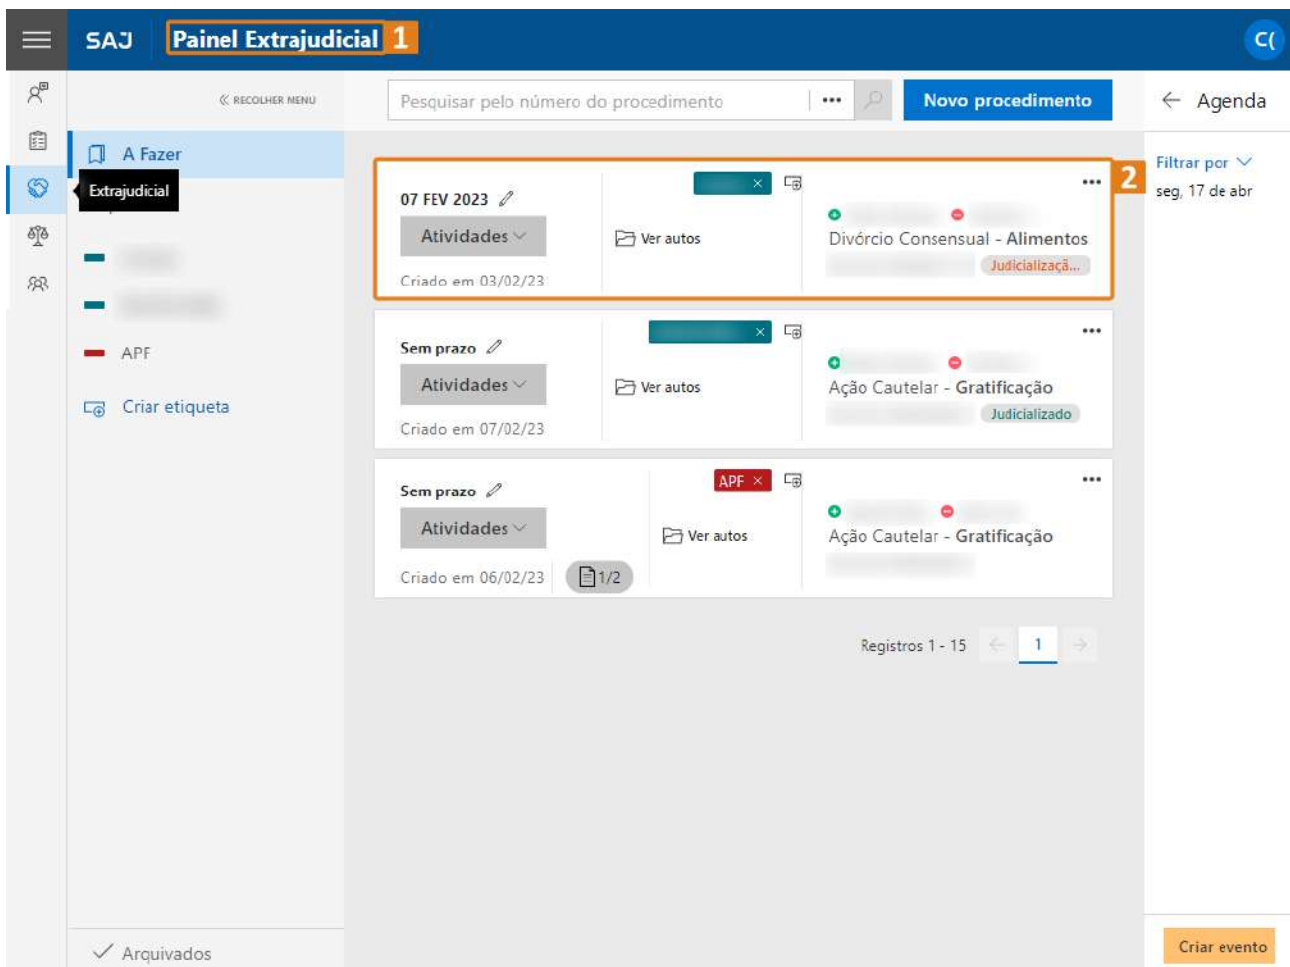 SAJ Painel Extrajudicial 1 C(
« RECOLHER MENU
A Fazer
Extrajudicial
APF
Criar etiqueta
Arquivados
Pesquisar pelo número do procedimento ••• Novo procedimento
07 FEV 2023
Atividades
Criado em 03/02/23
Ver autos
×
••• 2
Divórcio Consensual - Alimentos
Judicializaçã...
Sem prazo
Atividades
Criado em 07/02/23
Ver autos
×
•••
Ação Cautelar - Gratificação
Judicializado
Sem prazo
Atividades
Criado em 06/02/23 1/2
Ver autos
APF ×
•••
Ação Cautelar - Gratificação
Registros 1 - 15 ← 1 →
← Agenda
Filtrar por
seg, 17 de abr
Criar evento